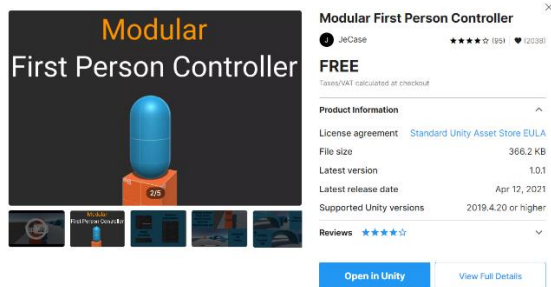 Modular
First Person Controller
2/5
Modular
First Person Controller
Modular First Person Controller
J JeCase
(95) (2038)
FREE
Taxes/VAT calculated at checkout
Product Information
License agreement Standard Unity Asset Store EULA
File size 366.2 KB
Latest version 1.0.1
Latest release date Apr 12, 2021
Supported Unity versions 2019.4.20 or higher
Reviews
Open in Unity View Full Details